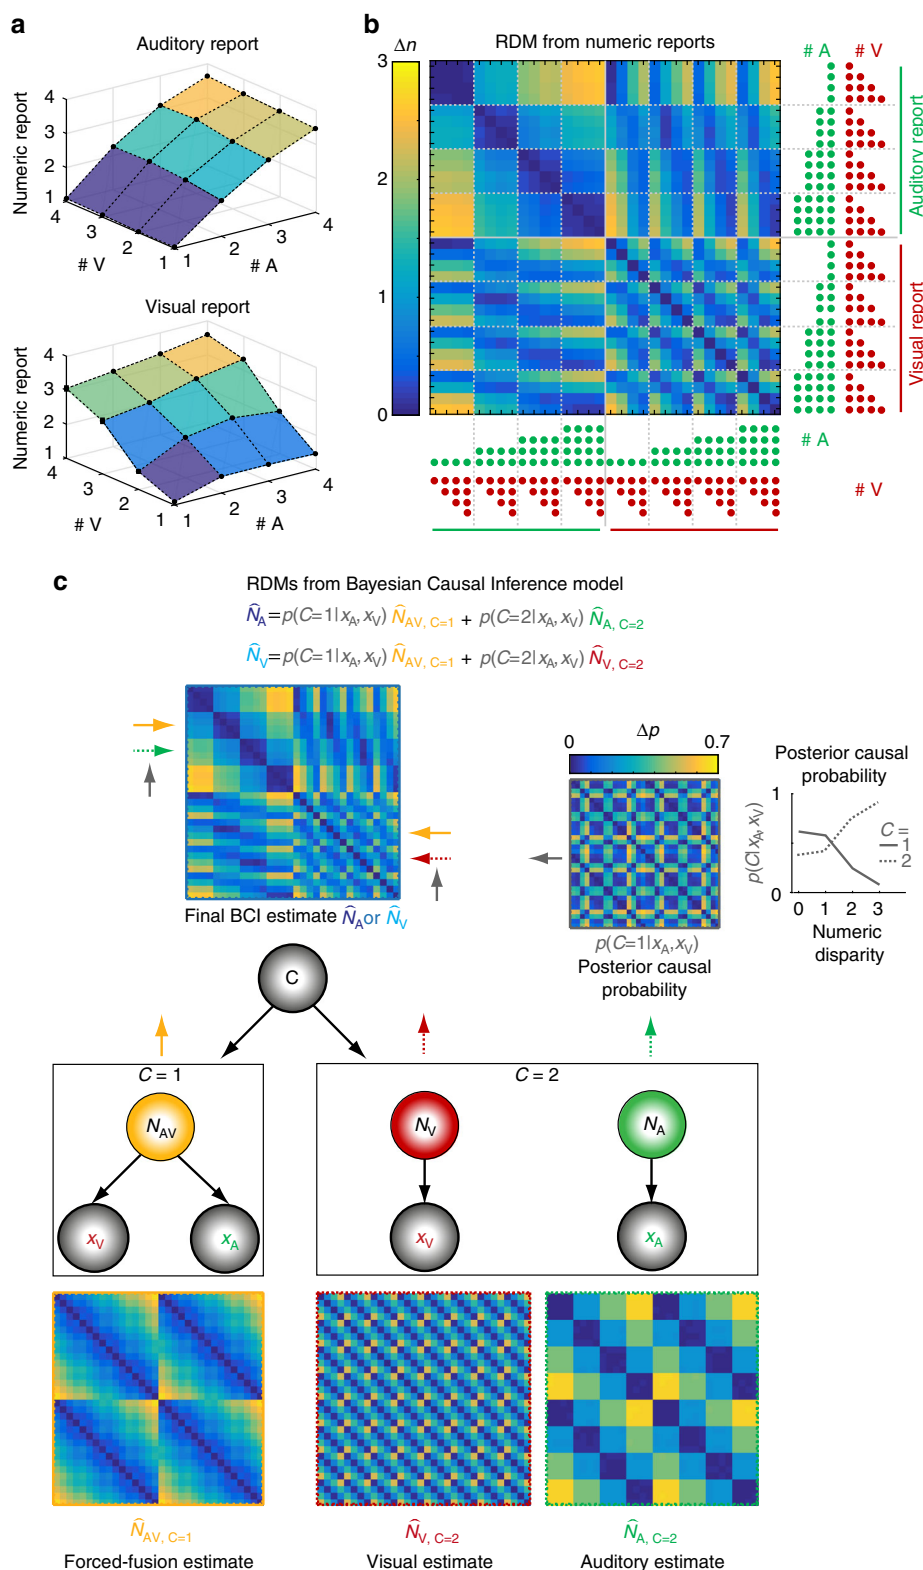 a
Auditory report
Numeric report
4
3
2
1
4
3
2
1
# V
1
2
3
4
# A
Visual report
Numeric report
4
3
2
1
4
3
2
1
# V
1
2
3
4
# A
b
Δn
RDM from numeric reports
3
2
1
0
# A
# V
Auditory report
Visual report
# A
# V
c
RDMs from Bayesian Causal Inference model
N̂A=p(C=1|xA,xV) N̂AV, C=1 + p(C=2|xA,xV) N̂A, C=2
N̂V=p(C=1|xA,xV) N̂AV, C=1 + p(C=2|xA,xV) N̂V, C=2
Final BCI estimate N̂A or N̂V
0 Δp 0.7
p(C=1|xA,xV)
Posterior causal
probability
Posterior causal
probability
p(C|xA,xV)
1
0
C =
1
2
0 1 2 3
Numeric
disparity
C
C = 1
NAV
xV
xA
C = 2
NV
NA
xV
xA
N̂AV, C=1
Forced-fusion estimate
N̂V, C=2
Visual estimate
N̂A, C=2
Auditory estimate